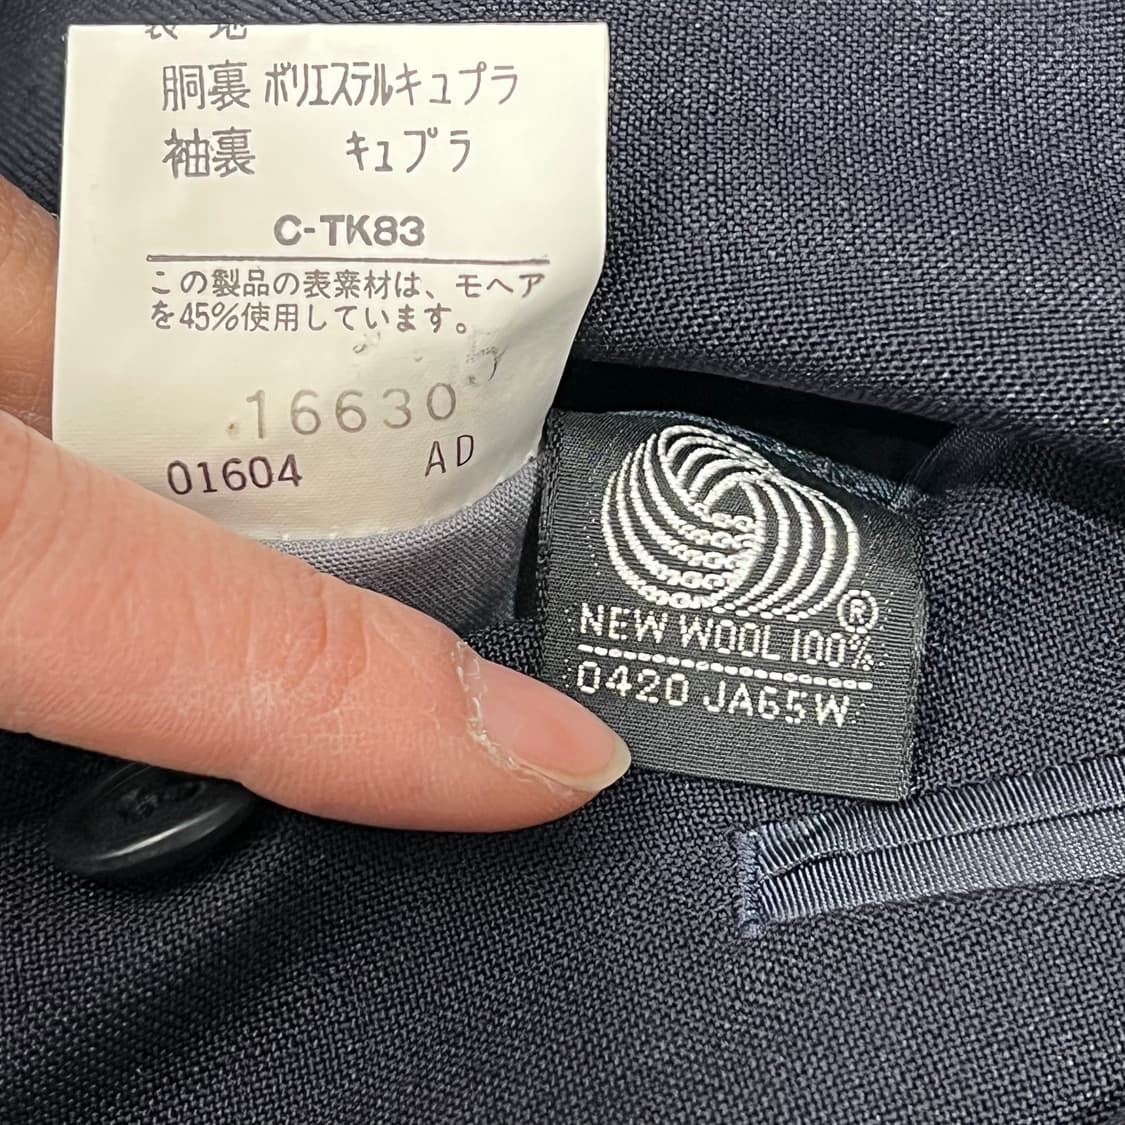 表地
胴裏 ポリエステルキュプラ
袖裏 キュプラ
C-TK83
この製品の表素材は、モヘア
を45%使用しています。
16630
01604 AD
NEW WOOL 100%
0420 JA65W
®